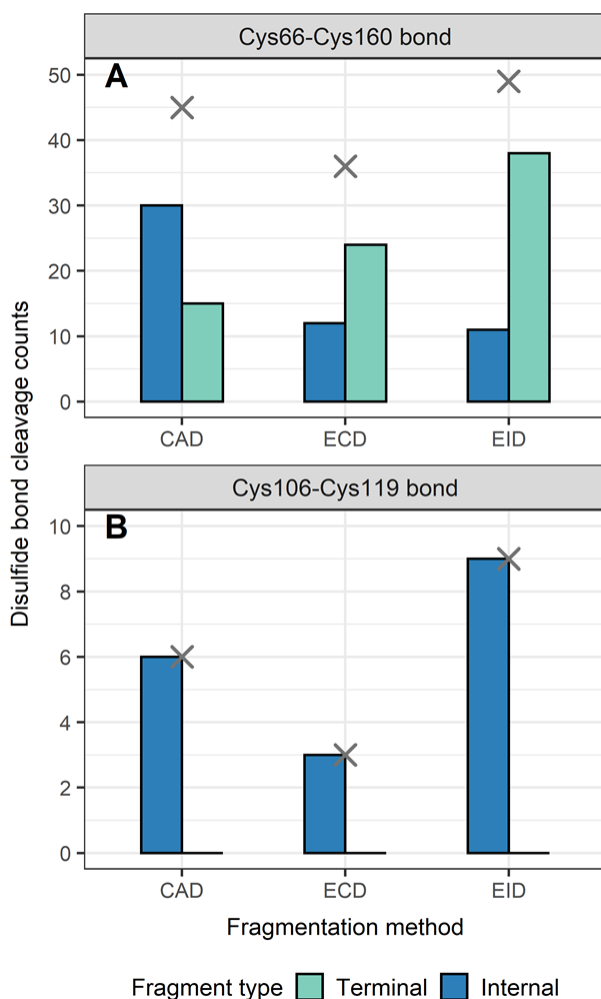 Cys66-Cys160 bond
A
50
40
30
20
10
0
CAD ECD EID
Disulfide bond cleavage counts
Cys106-Cys119 bond
B
10
8
6
4
2
0
CAD ECD EID
Fragmentation method
Fragment type Terminal Internal